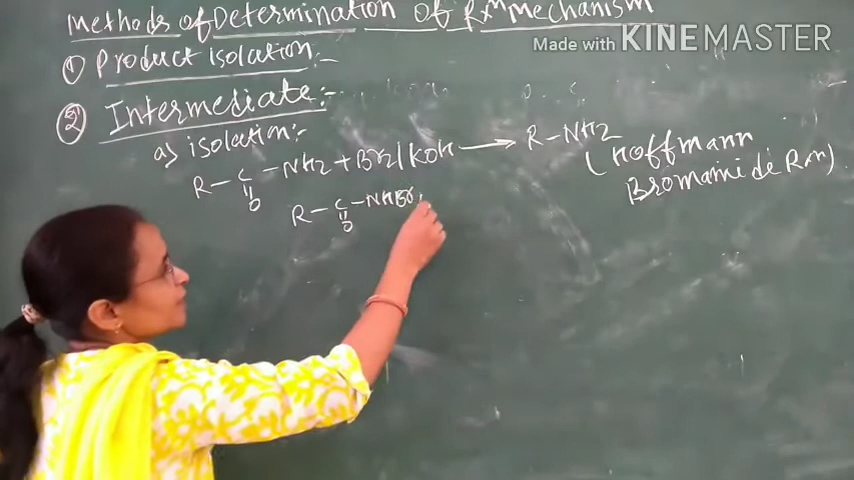 Methods of Determination of Rxⁿ Mechanism
Made with KINEMASTER
① Product isolation:-
② Intermediate:-
a) isolation:-
R-C-NH2 + Br2/KOH → R-NH2
O
(Hoffmann
Bromamide Rxn)
R-C-NHBr
O